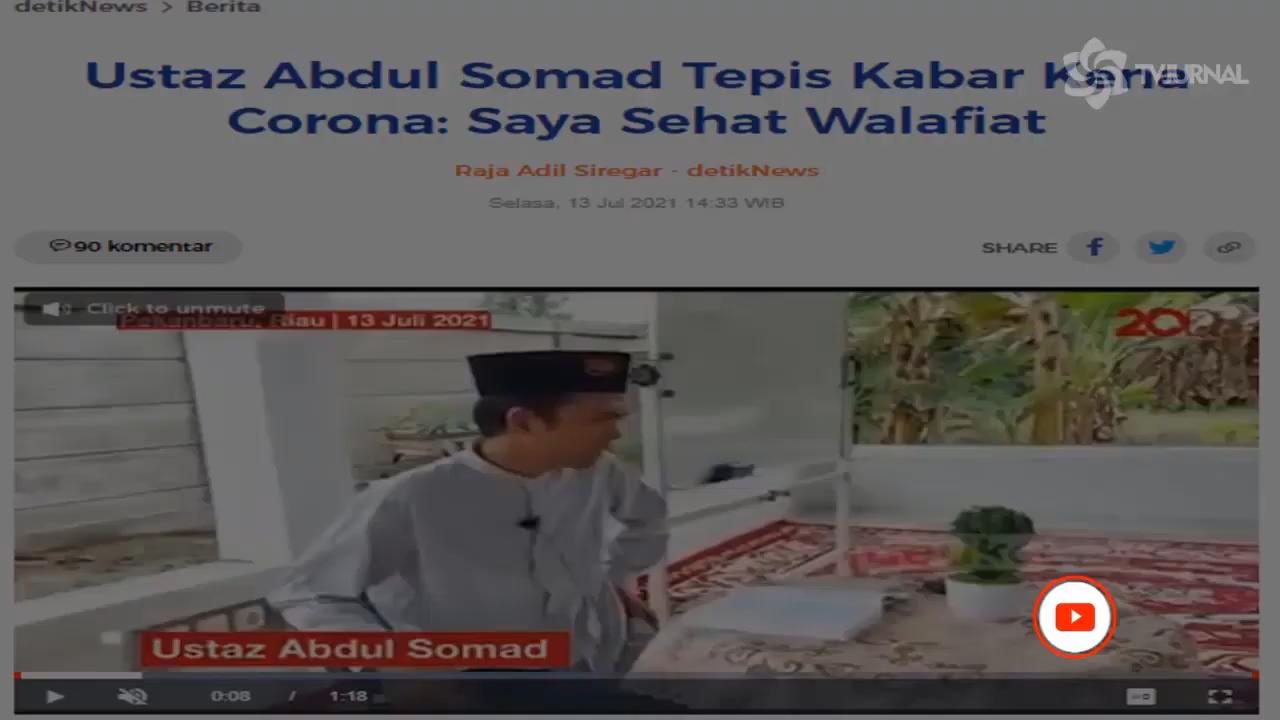 detikNews > Berita
TVJURNAL
Ustaz Abdul Somad Tepis Kabar Kena
Corona: Saya Sehat Walafiat
Raja Adil Siregar - detikNews
Selasa, 13 Jul 2021 14:33 WIB
90 komentar
SHARE
Click to unmute
Pekanbaru, Riau | 13 Juli 2021
20
Ustaz Abdul Somad
0:08 / 1:18